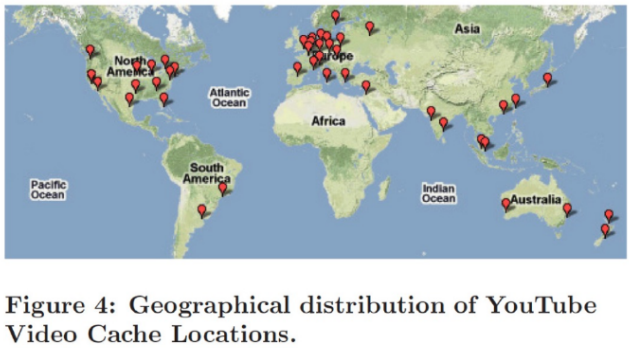 Asia
North
America
Europe
Atlantic
Ocean
Africa
South
America
Pacific
Ocean
Indian
Ocean
Australia
Figure 4: Geographical distribution of YouTube
Video Cache Locations.